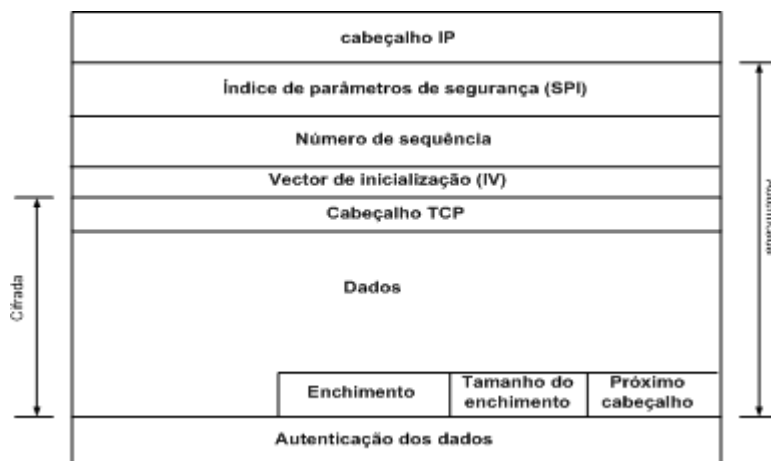 cabeçalho IP
Índice de parâmetros de segurança (SPI)
Número de sequência
Vector de inicialização (IV)
Cabeçalho TCP
Dados
Cifrada
Enchimento
Tamanho do
enchimento
Próximo
cabeçalho
Autenticação dos dados